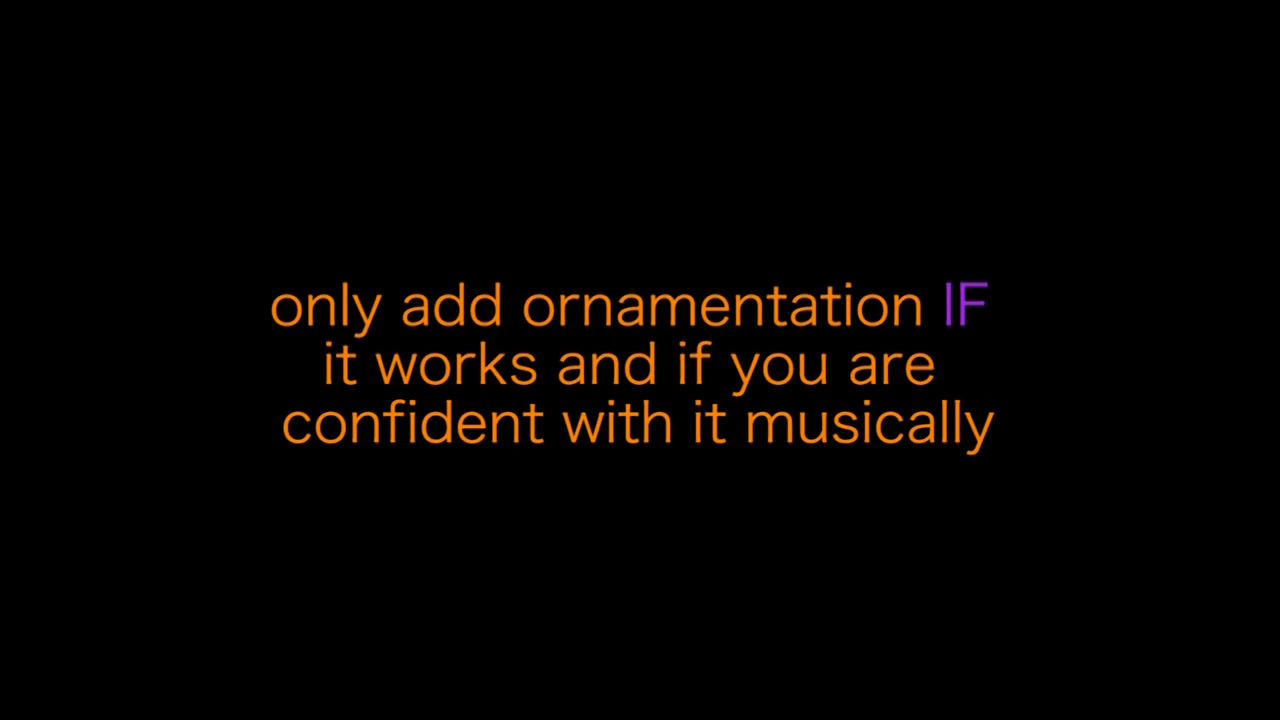 only add ornamentation IF
it works and if you are
confident with it musically